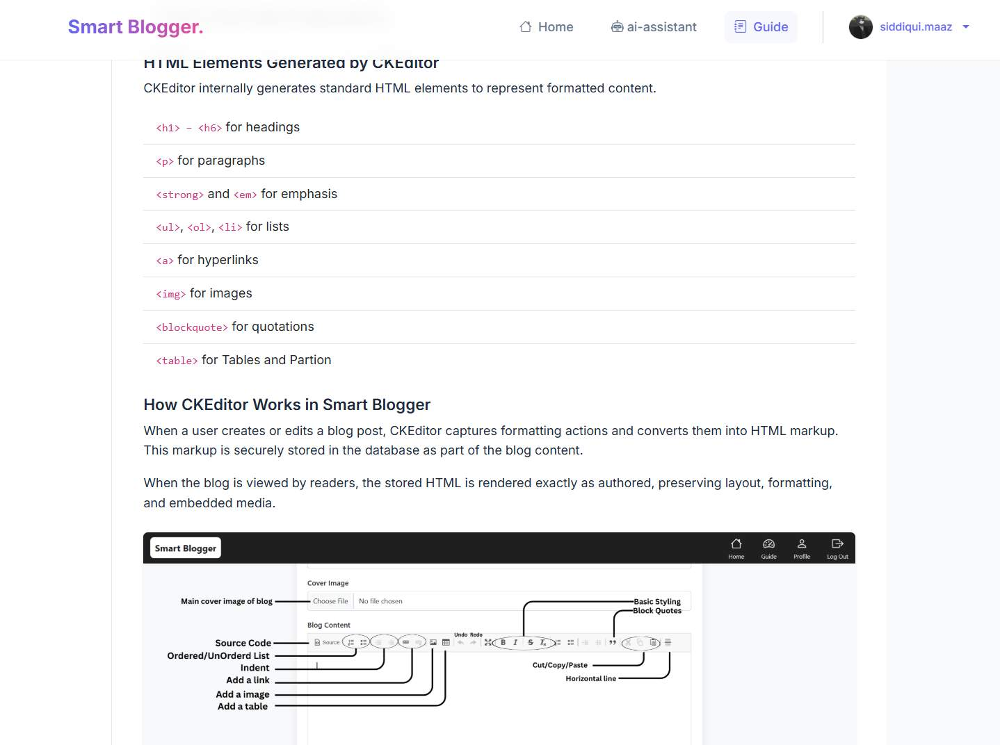 Smart Blogger.
Home
ai-assistant
Guide
siddiqui.maaz
HTML Elements Generated by CKEditor
CKEditor internally generates standard HTML elements to represent formatted content.
<h1> – <h6> for headings
<p> for paragraphs
<strong> and <em> for emphasis
<ul>, <ol>, <li> for lists
<a> for hyperlinks
<img> for images
<blockquote> for quotations
<table> for Tables and Partion
How CKEditor Works in Smart Blogger
When a user creates or edits a blog post, CKEditor captures formatting actions and converts them into HTML markup.
This markup is securely stored in the database as part of the blog content.
When the blog is viewed by readers, the stored HTML is rendered exactly as authored, preserving layout, formatting,
and embedded media.
Smart Blogger
Home
Guide
Profile
Log Out
Cover Image
Main cover image of blog
Choose File
No file chosen
Basic Styling
Block Quotes
Blog Content
Undo Redo
Source Code
Source
Ordered/UnOrderd List
Indent
Add a link
Add a image
Add a table
Cut/Copy/Paste
Horizontal line